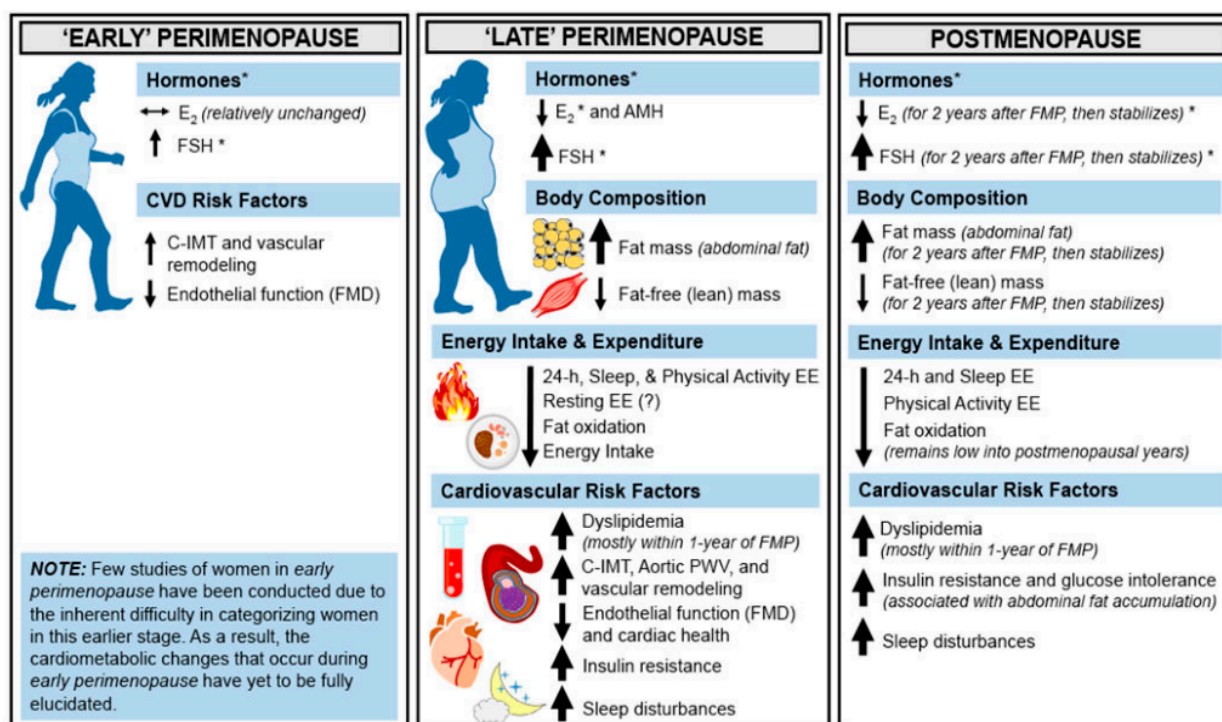 'EARLY' PERIMENOPAUSE
Hormones*
E₂ (relatively unchanged)
FSH *
CVD Risk Factors
C-IMT and vascular
remodeling
Endothelial function (FMD)
NOTE: Few studies of women in early
perimenopause have been conducted due to
the inherent difficulty in categorizing women
in this earlier stage. As a result, the
cardiometabolic changes that occur during
early perimenopause have yet to be fully
elucidated.
'LATE' PERIMENOPAUSE
Hormones*
E₂ * and AMH
FSH *
Body Composition
Fat mass (abdominal fat)
Fat-free (lean) mass
Energy Intake & Expenditure
24-h, Sleep, & Physical Activity EE
Resting EE (?)
Fat oxidation
Energy Intake
Cardiovascular Risk Factors
Dyslipidemia
(mostly within 1-year of FMP)
C-IMT, Aortic PWV, and
vascular remodeling
Endothelial function (FMD)
and cardiac health
Insulin resistance
Sleep disturbances
POSTMENOPAUSE
Hormones*
E₂ (for 2 years after FMP, then stabilizes) *
FSH (for 2 years after FMP, then stabilizes) *
Body Composition
Fat mass (abdominal fat)
(for 2 years after FMP, then stabilizes)
Fat-free (lean) mass
(for 2 years after FMP, then stabilizes)
Energy Intake & Expenditure
24-h and Sleep EE
Physical Activity EE
Fat oxidation
(remains low into postmenopausal years)
Cardiovascular Risk Factors
Dyslipidemia
(mostly within 1-year of FMP)
Insulin resistance and glucose intolerance
(associated with abdominal fat accumulation)
Sleep disturbances